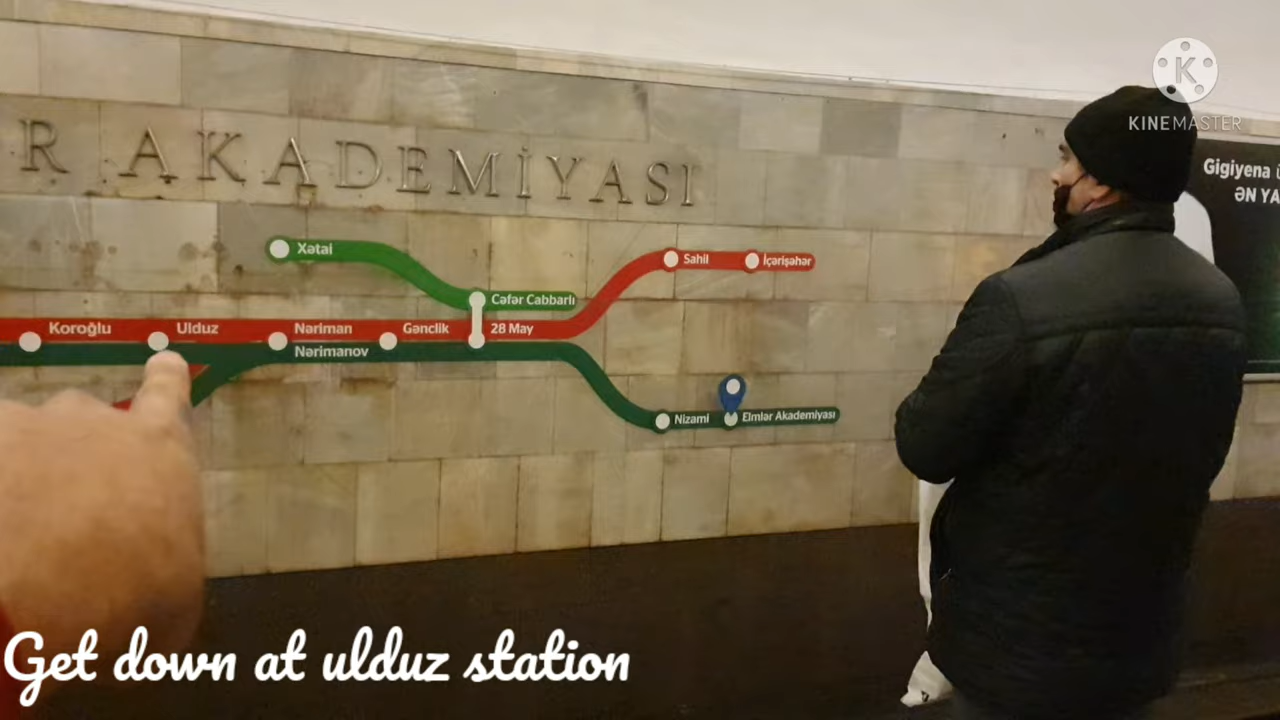 KINEMASTER
R AKADEMİYASI
Gigiyena
ƏN YA
Xətai
Sahil
İçərişəhər
Cəfər Cabbarlı
Koroğlu
Ulduz
Nəriman
Nərimanov
Gənclik
28 May
Nizami
Elmlər Akademiyası
Get down at ulduz station